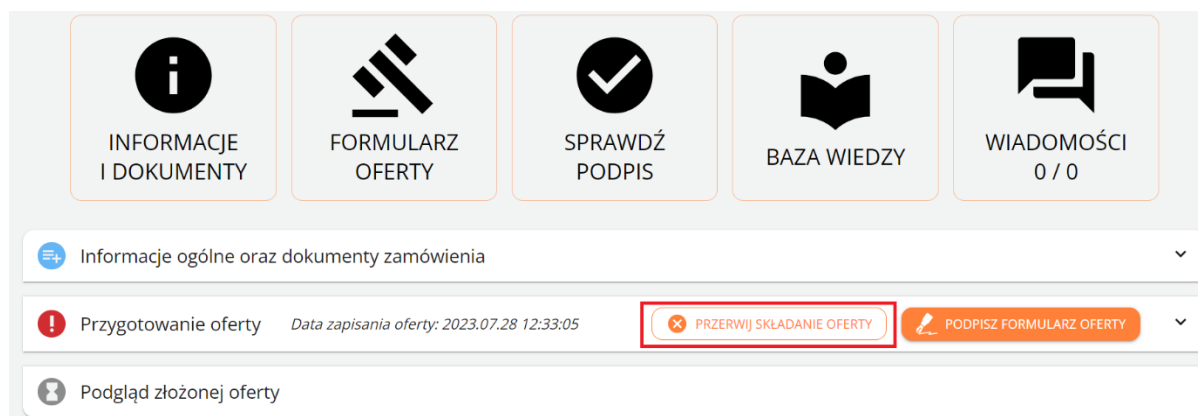 INFORMACJE
I DOKUMENTY
FORMULARZ
OFERTY
SPRAWDŹ
PODPIS
BAZA WIEDZY
WIADOMOŚCI
0 / 0
Informacje ogólne oraz dokumenty zamówienia
Przygotowanie oferty Data zapisania oferty: 2023.07.28 12:33:05 PRZERWIJ SKŁADANIE OFERTY PODPISZ FORMULARZ OFERTY
Podgląd złożonej oferty